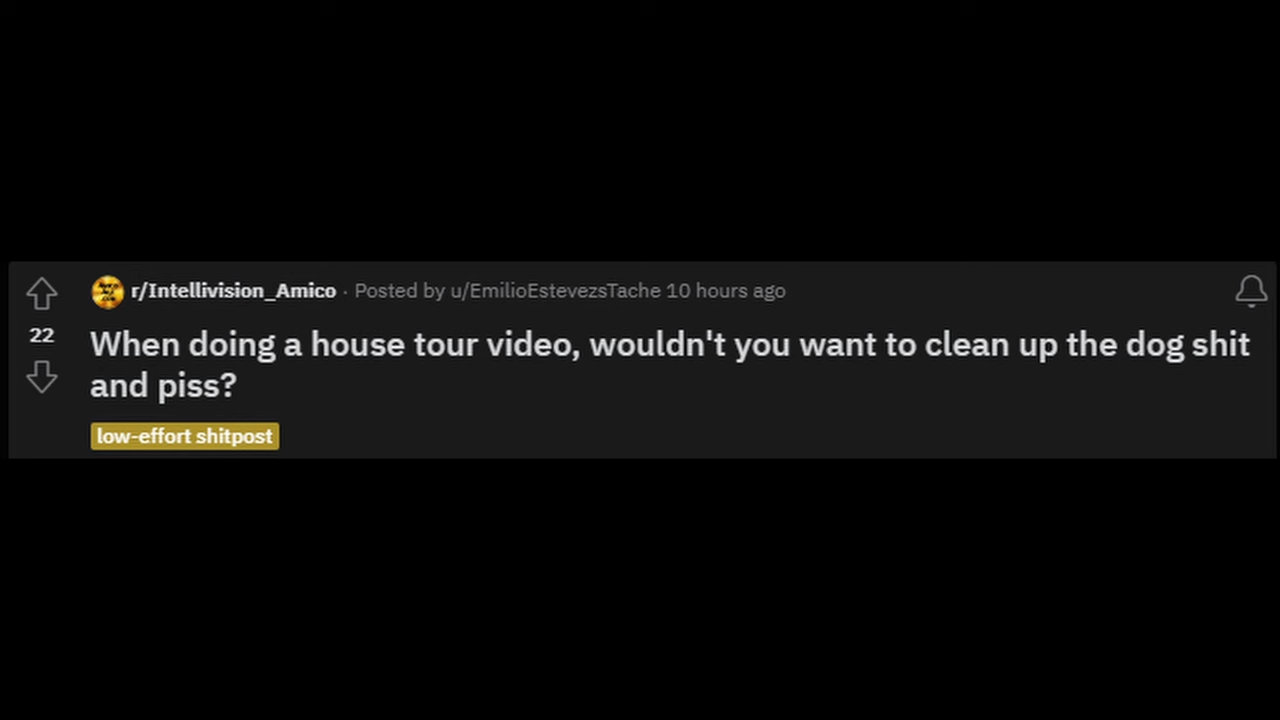 r/Intellivision_Amico · Posted by u/EmilioEstevezsTache 10 hours ago
22
When doing a house tour video, wouldn't you want to clean up the dog shit
and piss?
low-effort shitpost